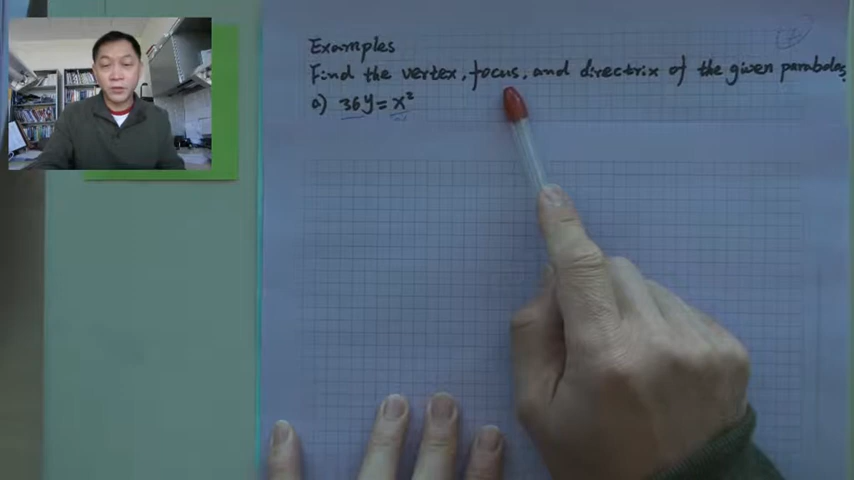 Examples
Find the vertex, focus, and directrix of the given parabolas.
a) 36y = x²